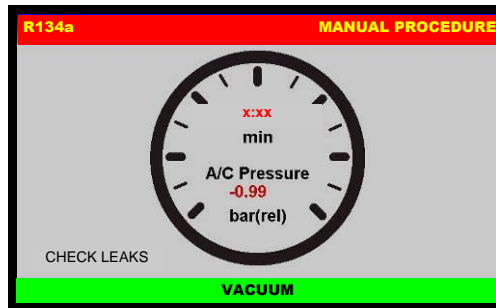 R134a MANUAL PROCEDURE
x:xx
min
A/C Pressure
-0.99
bar(rel)
CHECK LEAKS
VACUUM